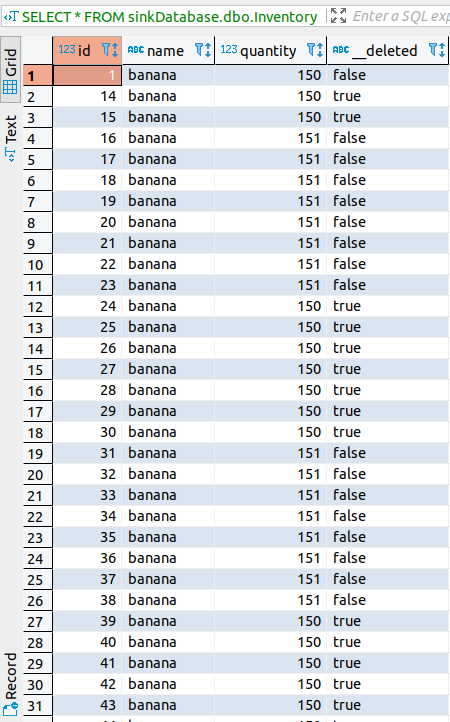 SELECT * FROM sinkDatabase.dbo.Inventory Enter a SQL exp
Grid
Text
Record
123 id ABC name 123 quantity ABC __deleted
1 1 banana 150 false
2 14 banana 150 true
3 15 banana 150 true
4 16 banana 151 false
5 17 banana 151 false
6 18 banana 151 false
7 19 banana 151 false
8 20 banana 151 false
9 21 banana 151 false
10 22 banana 151 false
11 23 banana 151 false
12 24 banana 150 true
13 25 banana 150 true
14 26 banana 150 true
15 27 banana 150 true
16 28 banana 150 true
17 29 banana 150 true
18 30 banana 150 true
19 31 banana 151 false
20 32 banana 151 false
21 33 banana 151 false
22 34 banana 151 false
23 35 banana 151 false
24 36 banana 151 false
25 37 banana 151 false
26 38 banana 151 false
27 39 banana 150 true
28 40 banana 150 true
29 41 banana 150 true
30 42 banana 150 true
31 43 banana 150 true